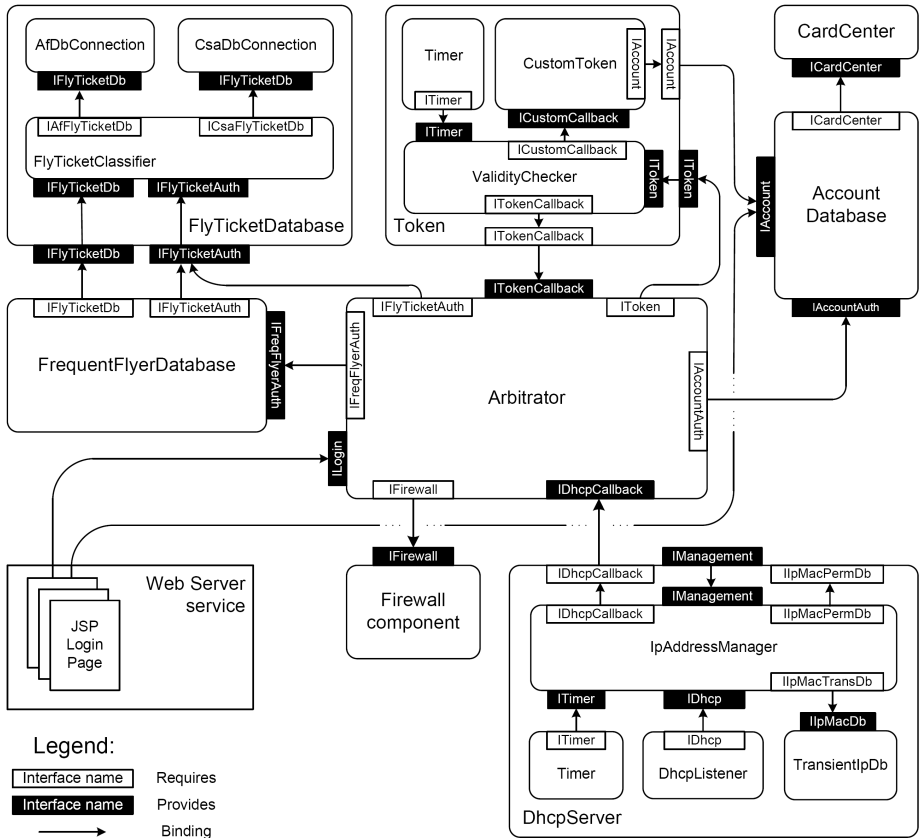 AfDbConnection
IFlyTicketDb
CsaDbConnection
IFlyTicketDb
IAfFlyTicketDb
ICsaFlyTicketDb
FlyTicketClassifier
IFlyTicketDb
IFlyTicketAuth
FlyTicketDatabase
IFlyTicketDb
IFlyTicketAuth
Timer
ITimer
ITimer
CustomToken
IAccount
IAccount
ICustomCallback
ICustomCallback
ValidityChecker
IToken
IToken
ITokenCallback
Token
ITokenCallback
CardCenter
ICardCenter
ICardCenter
Account
Database
IAccount
IAccountAuth
IFlyTicketDb
IFlyTicketAuth
FrequentFlyerDatabase
IFreqFlyerAuth
ITokenCallback
IFlyTicketAuth
IToken
IFreqFlyerAuth
Arbitrator
IAccountAuth
ILogin
IFirewall
IDhcpCallback
IFirewall
Firewall
component
Web Server
service
JSP
Login
Page
IManagement
IDhcpCallback
IIpMacPermDb
IManagement
IDhcpCallback
IIpMacPermDb
IpAddressManager
IIpMacTransDb
ITimer
IDhcp
IIpMacDb
ITimer
IDhcp
Timer
DhcpListener
TransientIpDb
DhcpServer
Legend:
Interface name
Requires
Interface name
Provides
Binding